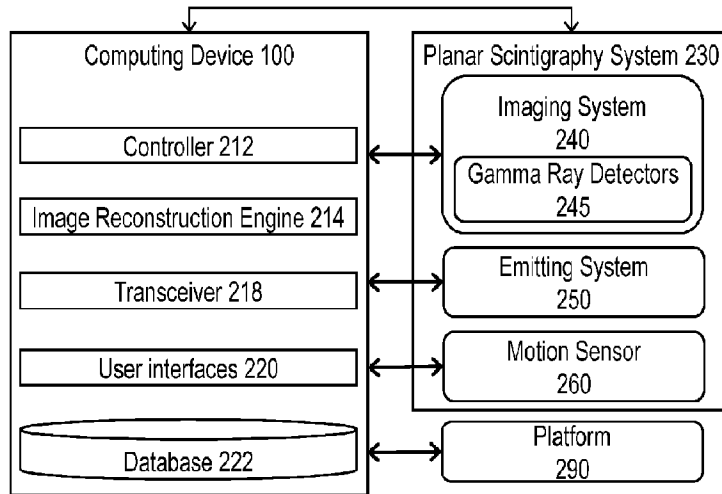 Computing Device 100
Controller 212
Image Reconstruction Engine 214
Transceiver 218
User interfaces 220
Database 222
Planar Scintigraphy System 230
Imaging System
240
Gamma Ray Detectors
245
Emitting System
250
Motion Sensor
260
Platform
290